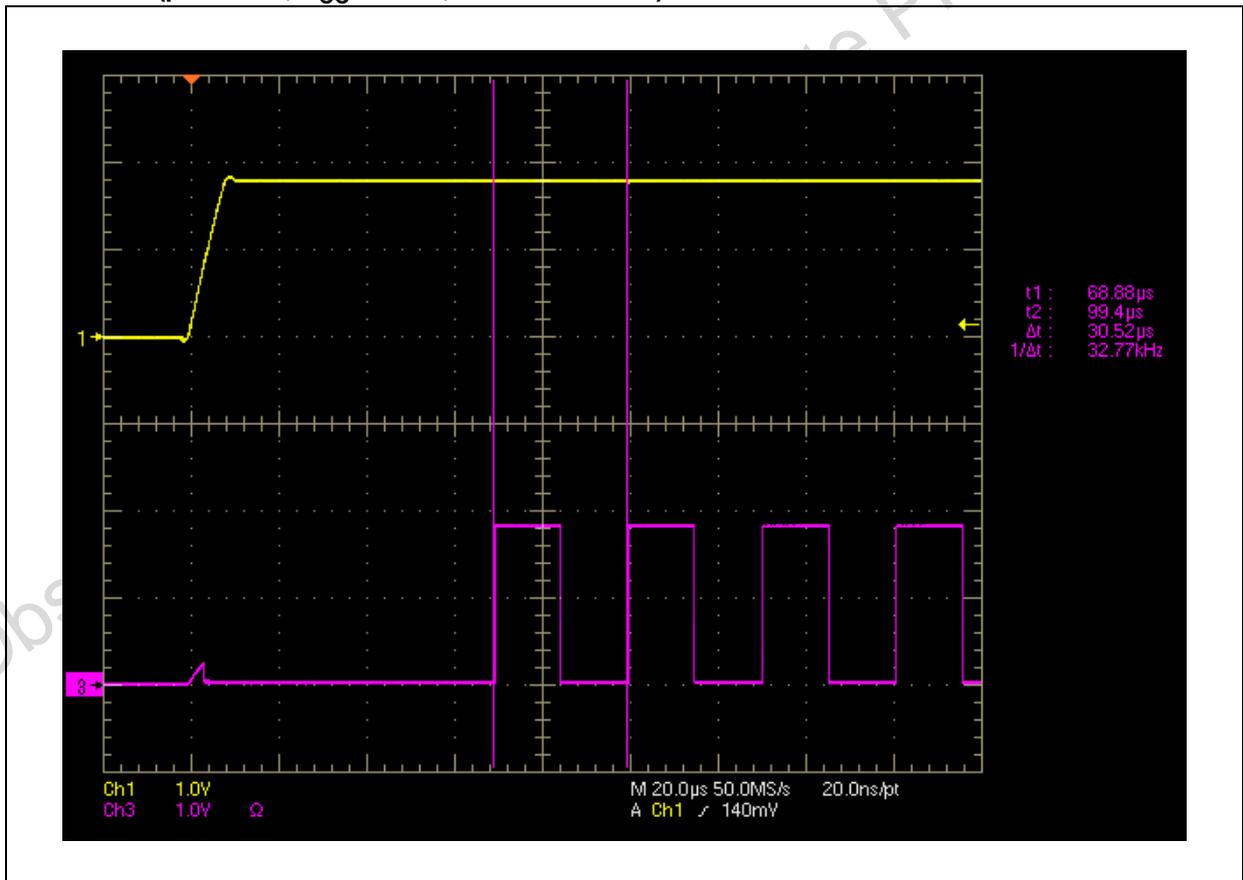 1
t1 : 68.88µs
t2 : 99.4µs
Δt : 30.52µs
1/Δt : 32.77kHz
3
Ch1 1.0V M 20.0µs 50.0MS/s 20.0ns/pt
Ch3 1.0V Ω A Ch1 / 140mV